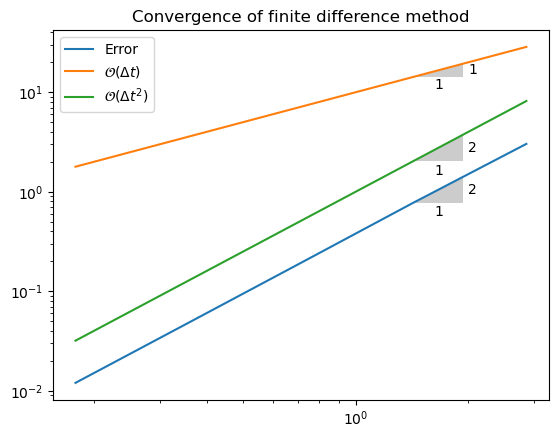 Convergence of finite difference method
Error
𝒪(Δt)
𝒪(Δt²)
10¹
10⁰
10⁻¹
10⁻²
1
1
2
1
2
1
10⁰